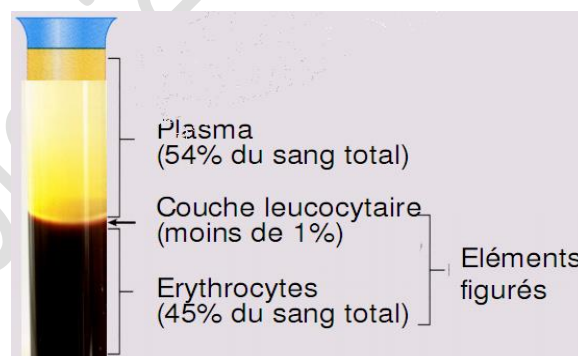 Plasma
(54% du sang total)
Couche leucocytaire
(moins de 1%)
Erythrocytes
(45% du sang total)
Eléments
figurés